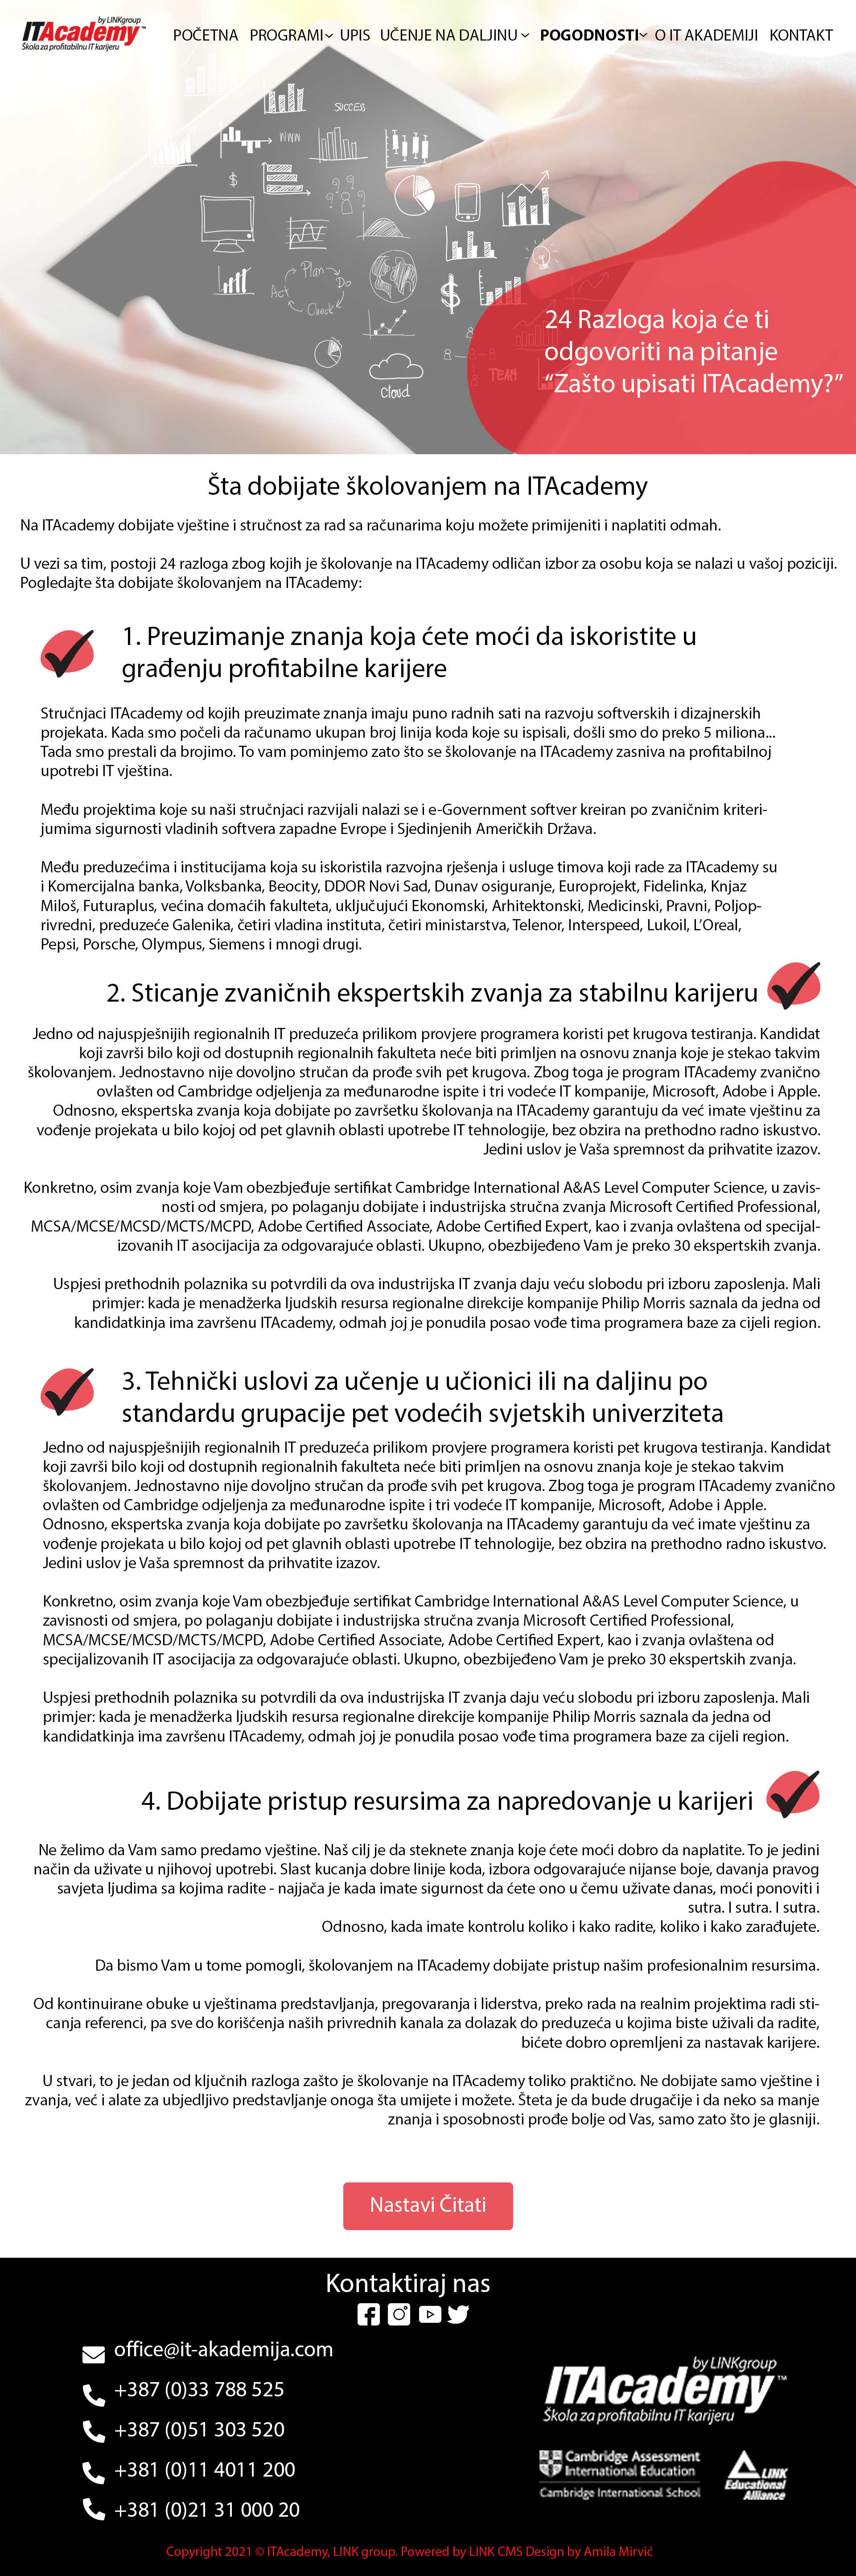 by LINKgroup
ITAcademy™
Škola za profitabilnu IT karijeru
POČETNA PROGRAMI UPIS UČENJE NA DALJINU POGODNOSTI O IT AKADEMIJI KONTAKT
SUCCESS
WWW
Plan
Act
Do
Check
TEAM
Cloud
24 Razloga koja će ti
odgovoriti na pitanje
“Zašto upisati ITAcademy?”
Šta dobijate školovanjem na ITAcademy
Na ITAcademy dobijate vještine i stručnost za rad sa računarima koju možete primijeniti i naplatiti odmah.
U vezi sa tim, postoji 24 razloga zbog kojih je školovanje na ITAcademy odličan izbor za osobu koja se nalazi u vašoj poziciji.
Pogledajte šta dobijate školovanjem na ITAcademy:
1. Preuzimanje znanja koja ćete moći da iskoristite u
građenju profitabilne karijere
Stručnjaci ITAcademy od kojih preuzimate znanja imaju puno radnih sati na razvoju softverskih i dizajnerskih
projekata. Kada smo počeli da računamo ukupan broj linija koda koje su ispisali, došli smo do preko 5 miliona...
Tada smo prestali da brojimo. To vam pominjemo zato što se školovanje na ITAcademy zasniva na profitabilnoj
upotrebi IT vještina.
Među projektima koje su naši stručnjaci razvijali nalazi se i e-Government softver kreiran po zvaničnim kriteri-
jumima sigurnosti vladinih softvera zapadne Evrope i Sjedinjenih Američkih Država.
Među preduzećima i institucijama koja su iskoristila razvojna rješenja i usluge timova koji rade za ITAcademy su
i Komercijalna banka, Volksbanka, Beocity, DDOR Novi Sad, Dunav osiguranje, Europrojekt, Fidelinka, Knjaz
Miloš, Futuraplus, većina domaćih fakulteta, uključujući Ekonomski, Arhitektonski, Medicinski, Pravni, Poljop-
rivredni, preduzeće Galenika, četiri vladina instituta, četiri ministarstva, Telenor, Interspeed, Lukoil, L’Oreal,
Pepsi, Porsche, Olympus, Siemens i mnogi drugi.
2. Sticanje zvaničnih ekspertskih zvanja za stabilnu karijeru
Jedno od najuspješnijih regionalnih IT preduzeća prilikom provjere programera koristi pet krugova testiranja. Kandidat
koji završi bilo koji od dostupnih regionalnih fakulteta neće biti primljen na osnovu znanja koje je stekao takvim
školovanjem. Jednostavno nije dovoljno stručan da prođe svih pet krugova. Zbog toga je program ITAcademy zvanično
ovlašten od Cambridge odjeljenja za međunarodne ispite i tri vodeće IT kompanije, Microsoft, Adobe i Apple.
Odnosno, ekspertska zvanja koja dobijate po završetku školovanja na ITAcademy garantuju da već imate vještinu za
vođenje projekata u bilo kojoj od pet glavnih oblasti upotrebe IT tehnologije, bez obzira na prethodno radno iskustvo.
Jedini uslov je Vaša spremnost da prihvatite izazov.
Konkretno, osim zvanja koje Vam obezbjeđuje sertifikat Cambridge International A&AS Level Computer Science, u zavis-
nosti od smjera, po polaganju dobijate i industrijska stručna zvanja Microsoft Certified Professional,
MCSA/MCSE/MCSD/MCTS/MCPD, Adobe Certified Associate, Adobe Certified Expert, kao i zvanja ovlaštena od specijal-
izovanih IT asocijacija za odgovarajuće oblasti. Ukupno, obezbijeđeno Vam je preko 30 ekspertskih zvanja.
Uspjesi prethodnih polaznika su potvrdili da ova industrijska IT zvanja daju veću slobodu pri izboru zaposlenja. Mali
primjer: kada je menadžerka ljudskih resursa regionalne direkcije kompanije Philip Morris saznala da jedna od
kandidatkinja ima završenu ITAcademy, odmah joj je ponudila posao vođe tima programera baze za cijeli region.
3. Tehnički uslovi za učenje u učionici ili na daljinu po
standardu grupacije pet vodećih svjetskih univerziteta
Jedno od najuspješnijih regionalnih IT preduzeća prilikom provjere programera koristi pet krugova testiranja. Kandidat
koji završi bilo koji od dostupnih regionalnih fakulteta neće biti primljen na osnovu znanja koje je stekao takvim
školovanjem. Jednostavno nije dovoljno stručan da prođe svih pet krugova. Zbog toga je program ITAcademy zvanično
ovlašten od Cambridge odjeljenja za međunarodne ispite i tri vodeće IT kompanije, Microsoft, Adobe i Apple.
Odnosno, ekspertska zvanja koja dobijate po završetku školovanja na ITAcademy garantuju da već imate vještinu za
vođenje projekata u bilo kojoj od pet glavnih oblasti upotrebe IT tehnologije, bez obzira na prethodno radno iskustvo.
Jedini uslov je Vaša spremnost da prihvatite izazov.
Konkretno, osim zvanja koje Vam obezbjeđuje sertifikat Cambridge International A&AS Level Computer Science, u
zavisnosti od smjera, po polaganju dobijate i industrijska stručna zvanja Microsoft Certified Professional,
MCSA/MCSE/MCSD/MCTS/MCPD, Adobe Certified Associate, Adobe Certified Expert, kao i zvanja ovlaštena od
specijalizovanih IT asocijacija za odgovarajuće oblasti. Ukupno, obezbijeđeno Vam je preko 30 ekspertskih zvanja.
Uspjesi prethodnih polaznika su potvrdili da ova industrijska IT zvanja daju veću slobodu pri izboru zaposlenja. Mali
primjer: kada je menadžerka ljudskih resursa regionalne direkcije kompanije Philip Morris saznala da jedna od
kandidatkinja ima završenu ITAcademy, odmah joj je ponudila posao vođe tima programera baze za cijeli region.
4. Dobijate pristup resursima za napredovanje u karijeri
Ne želimo da Vam samo predamo vještine. Naš cilj je da steknete znanja koje ćete moći dobro da naplatite. To je jedini
način da uživate u njihovoj upotrebi. Slast kucanja dobre linije koda, izbora odgovarajuće nijanse boje, davanja pravog
savjeta ljudima sa kojima radite - najjača je kada imate sigurnost da ćete ono u čemu uživate danas, moći ponoviti i
sutra. I sutra. I sutra.
Odnosno, kada imate kontrolu koliko i kako radite, koliko i kako zarađujete.
Da bismo Vam u tome pomogli, školovanjem na ITAcademy dobijate pristup našim profesionalnim resursima.
Od kontinuirane obuke u vještinama predstavljanja, pregovaranja i liderstva, preko rada na realnim projektima radi sti-
canja referenci, pa sve do korišćenja naših privrednih kanala za dolazak do preduzeća u kojima biste uživali da radite,
bićete dobro opremljeni za nastavak karijere.
U stvari, to je jedan od ključnih razloga zašto je školovanje na ITAcademy toliko praktično. Ne dobijate samo vještine i
zvanja, već i alate za ubjedljivo predstavljanje onoga šta umijete i možete. Šteta je da bude drugačije i da neko sa manje
znanja i sposobnosti prođe bolje od Vas, samo zato što je glasniji.
Nastavi Čitati
Kontaktiraj nas
office@it-akademija.com
+387 (0)33 788 525
+387 (0)51 303 520
+381 (0)11 4011 200
+381 (0)21 31 000 20
by LINKgroup
ITAcademy™
Škola za profitabilnu IT karijeru
Cambridge Assessment
International Education
Cambridge International School
LINK
Educational
Alliance
Copyright 2021 © ITAcademy, LINK group. Powered by LINK CMS Design by Amila Mirvić